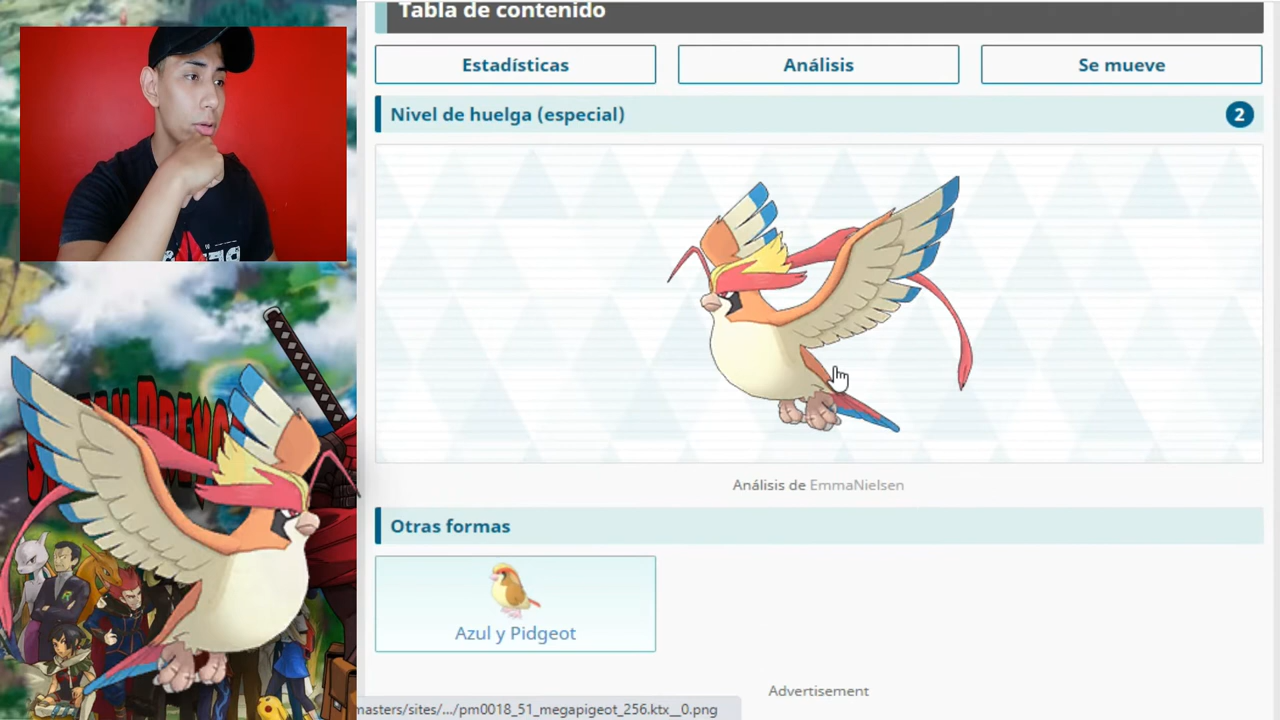 Tabla de contenido
Estadísticas
Análisis
Se mueve
Nivel de huelga (especial)
2
Análisis de EmmaNielsen
Otras formas
Azul y Pidgeot
Advertisement
masters/sites/.../pm0018_51_megapigeot_256.ktx__0.png